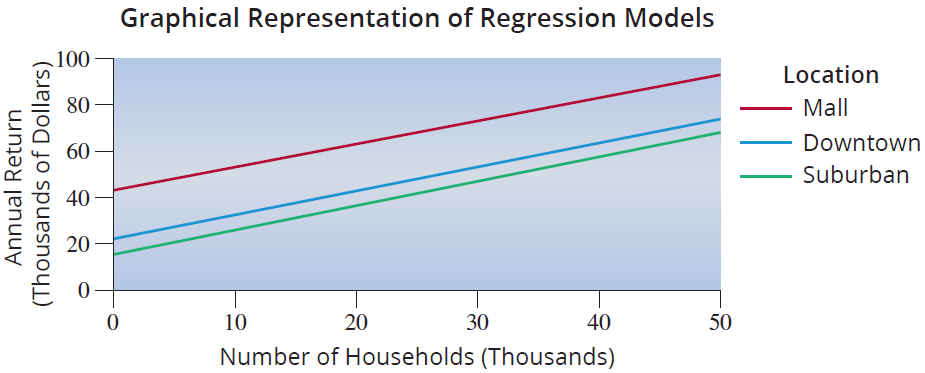 Graphical Representation of Regression Models
Annual Return
(Thousands of Dollars)
100
80
60
40
20
0
0 10 20 30 40 50
Number of Households (Thousands)
Location
Mall
Downtown
Suburban